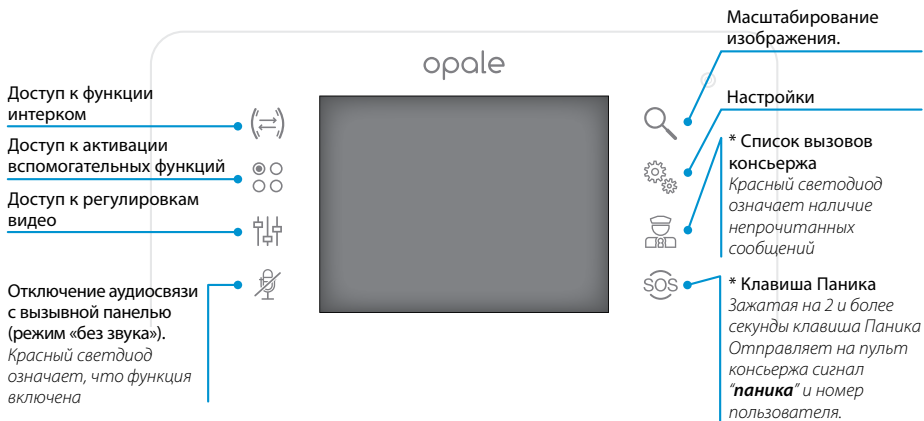 opale
Доступ к функции
интерком
Доступ к активации
вспомогательных функций
Доступ к регулировкам
видео
Отключение аудиосвязи
с вызывной панелью
(режим «без звука»).
Красный светдиод
означает, что функция
включена
Масштабирование
изображения.
Настройки
* Список вызовов
консьержа
Красный светодиод
означает наличие
непрочитанных
сообщений
SOS
* Клавиша Паника
Зажатая на 2 и более
секунды клавиша Паника
Отправляет на пульт
консьержа сигнал
“паника” и номер
пользователя.